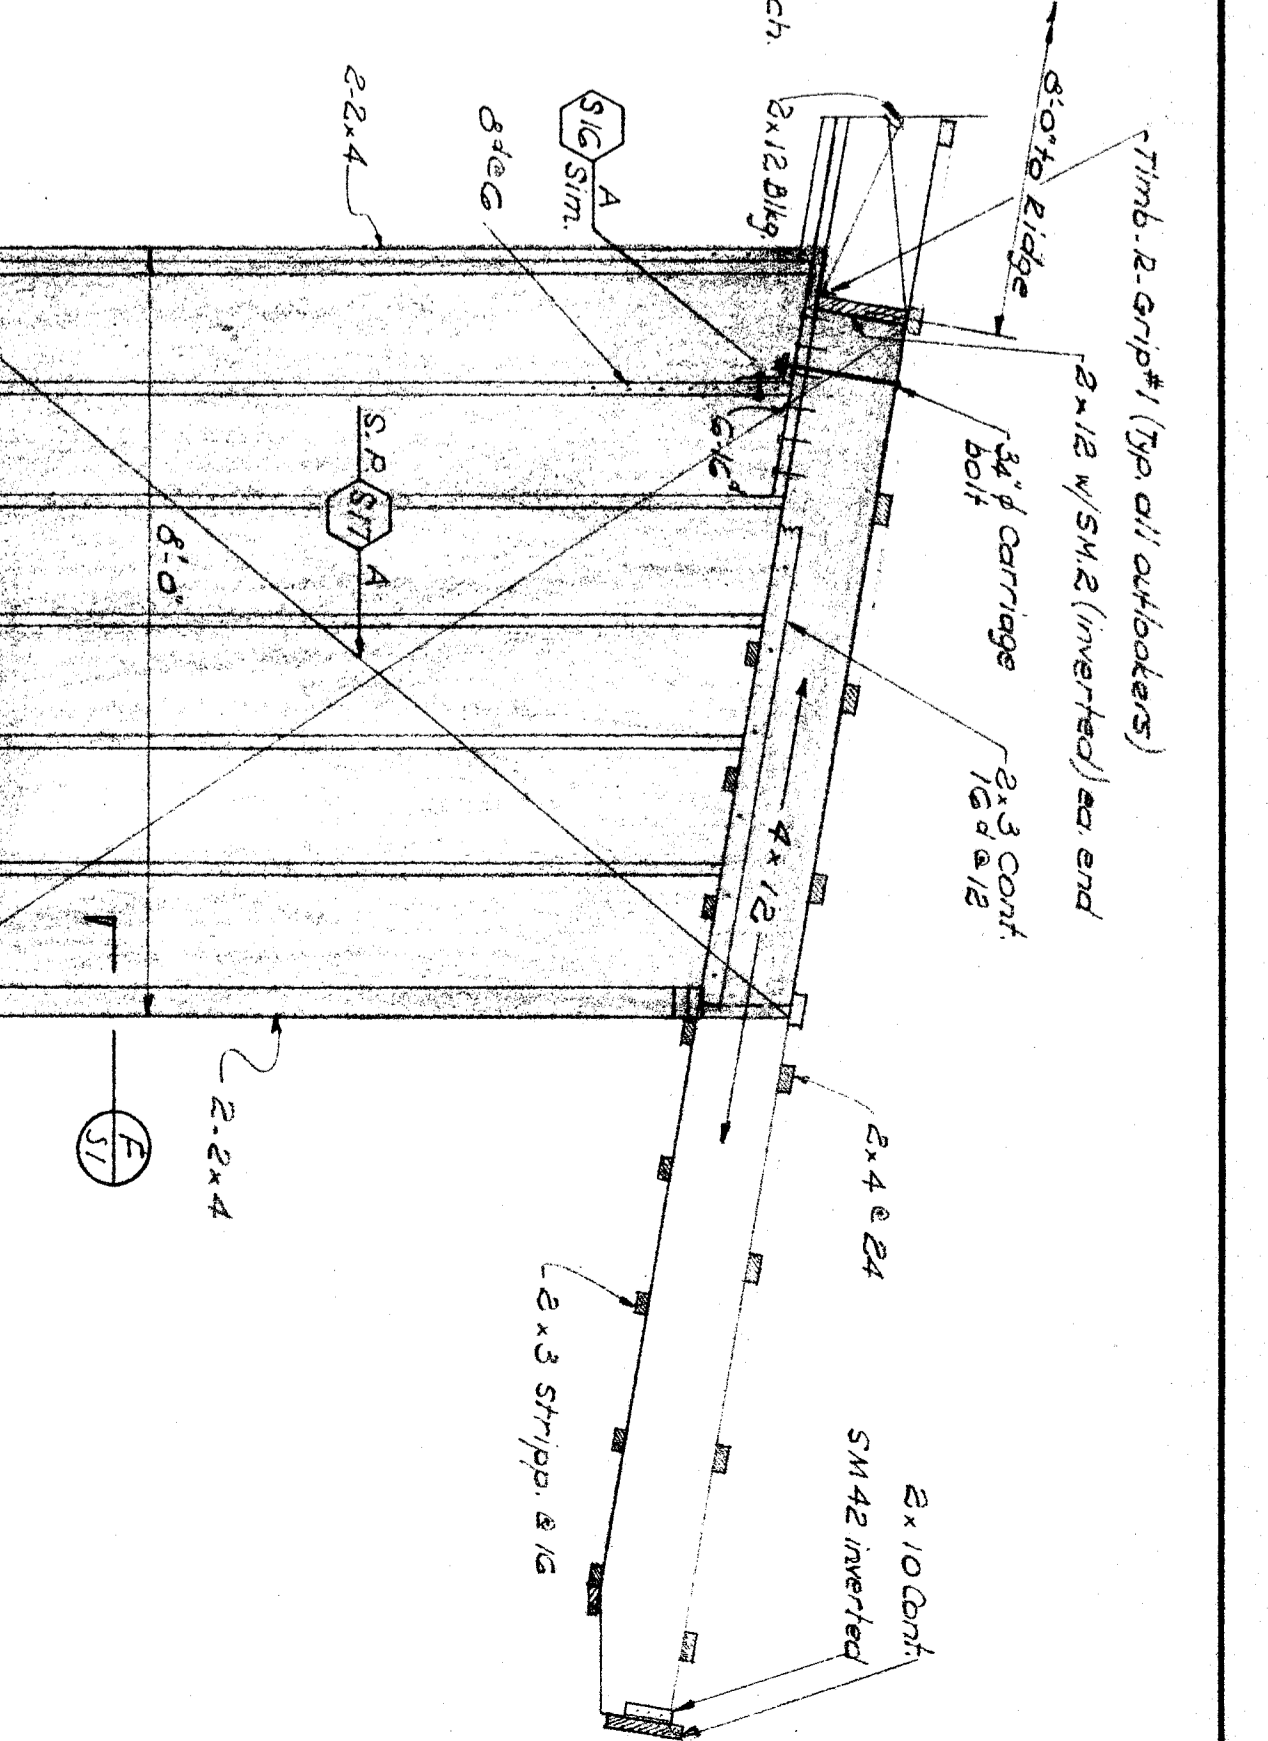 Timb-R-Grip #1 (Typ. all outbookers)
8'-0" to Ridge
2x12 w/SM.2 (inverted) ea. end
3/4" ϕ Carriage
bolt
2x3 Cont.
16d @ 12
2x12 Blkg.
ch.
S16
A
Sim.
8d@6
6-16d
2-2x4
S.P.
S17
A
8'-0"
4x12
2x4 @ 24
2x10 Cont.
SM 42 inverted
2x3 Stripp. @ 16
2-2x4
F
S1